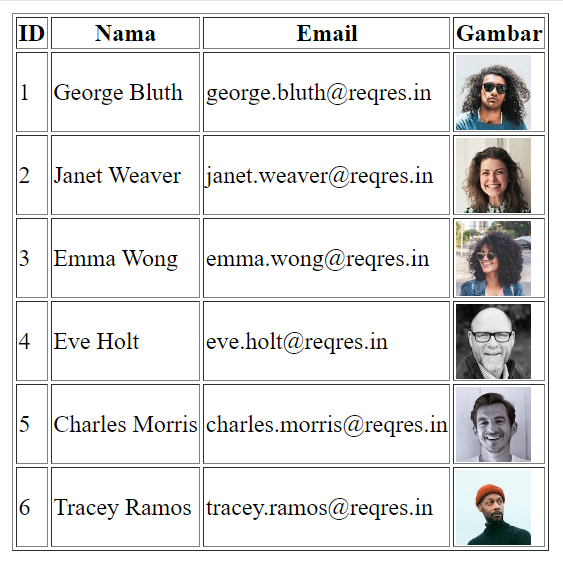 ID Nama Email Gambar
1 George Bluth george.bluth@reqres.in
2 Janet Weaver janet.weaver@reqres.in
3 Emma Wong emma.wong@reqres.in
4 Eve Holt eve.holt@reqres.in
5 Charles Morris charles.morris@reqres.in
6 Tracey Ramos tracey.ramos@reqres.in